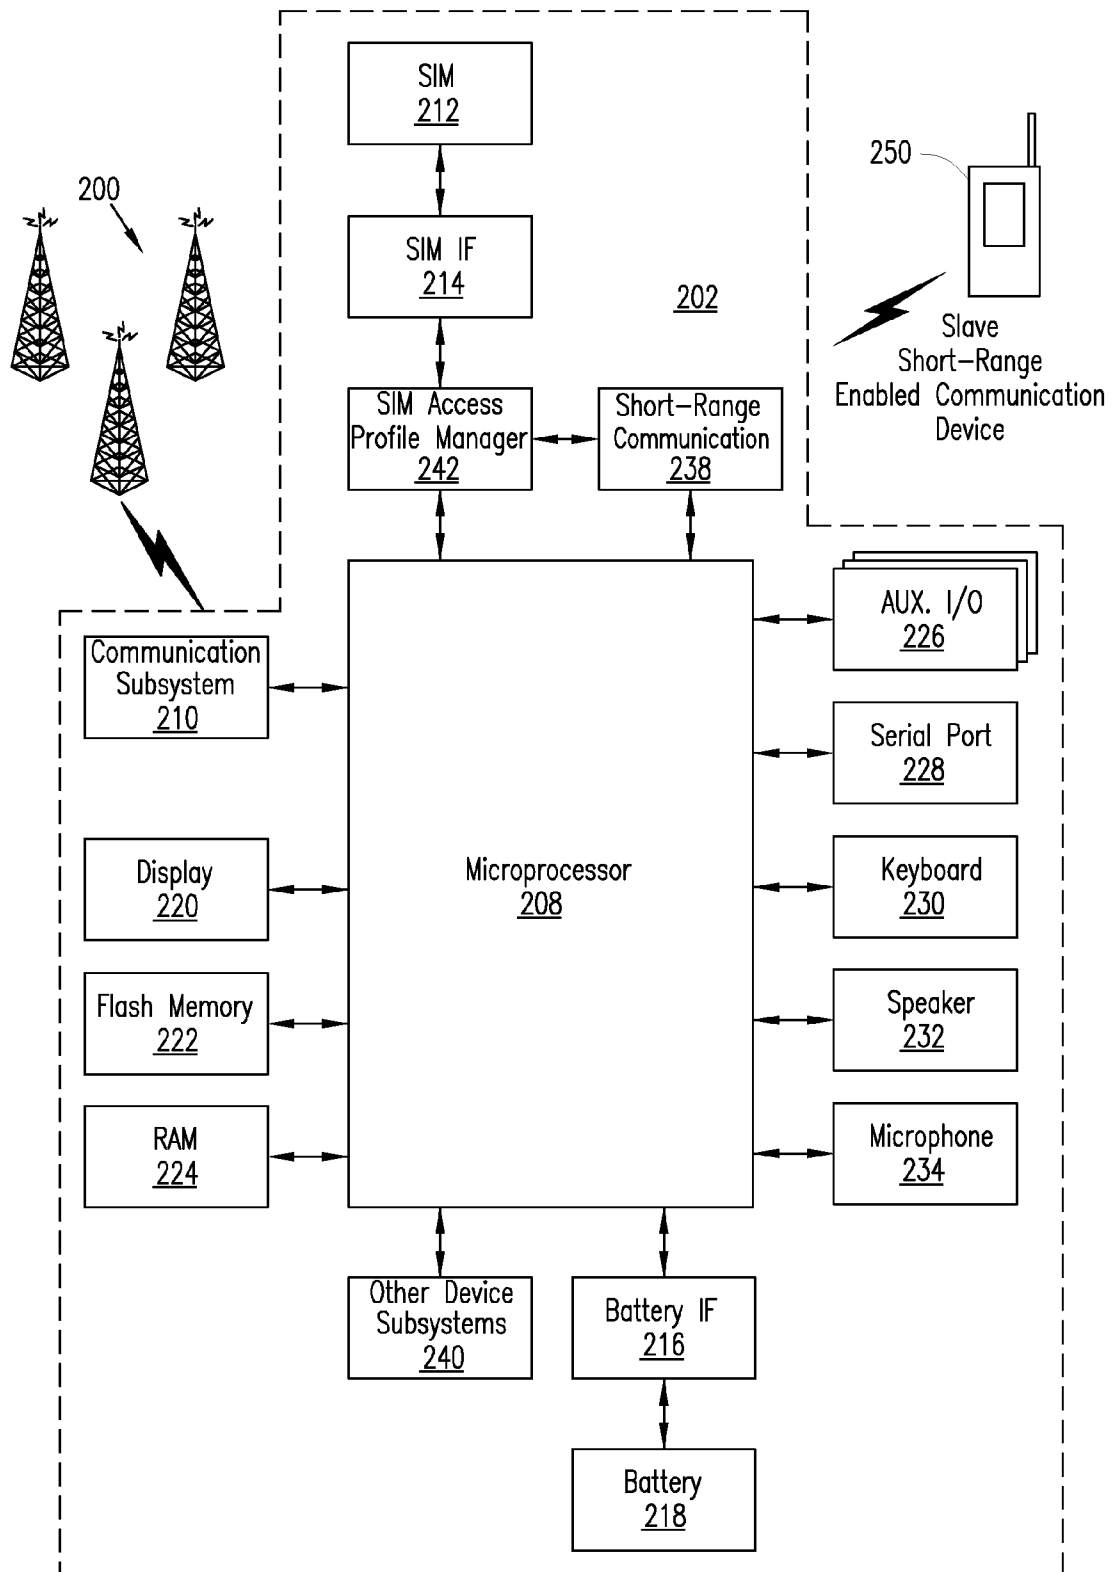 SIM
212
250
200
SIM IF
214
202
Slave
Short-Range
Enabled Communication
Device
SIM Access
Profile Manager
242
Short-Range
Communication
238
AUX. I/O
226
Communication
Subsystem
210
Serial Port
228
Display
220
Microprocessor
208
Keyboard
230
Flash Memory
222
Speaker
232
RAM
224
Microphone
234
Other Device
Subsystems
240
Battery IF
216
Battery
218